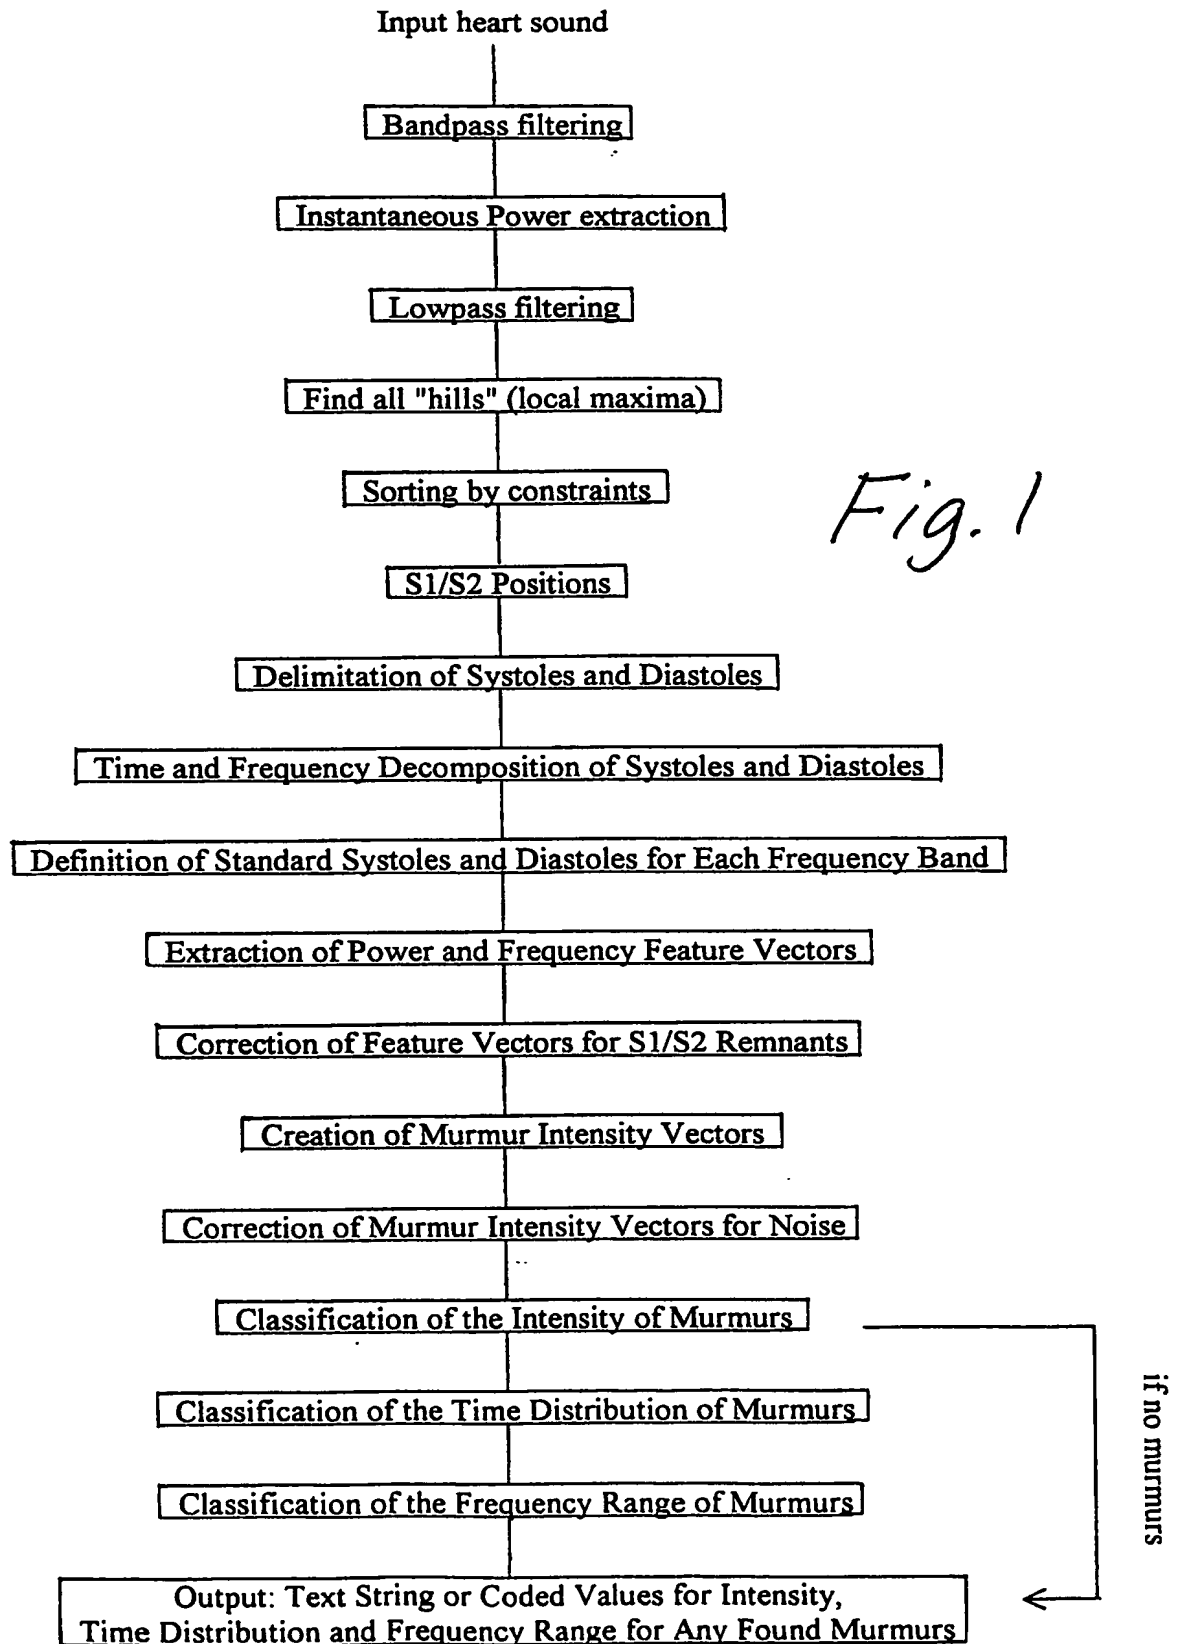 Input heart sound
Bandpass filtering
Instantaneous Power extraction
Lowpass filtering
Find all "hills" (local maxima)
Sorting by constraints
Fig. 1
S1/S2 Positions
Delimitation of Systoles and Diastoles
Time and Frequency Decomposition of Systoles and Diastoles
Definition of Standard Systoles and Diastoles for Each Frequency Band
Extraction of Power and Frequency Feature Vectors
Correction of Feature Vectors for S1/S2 Remnants
Creation of Murmur Intensity Vectors
Correction of Murmur Intensity Vectors for Noise
Classification of the Intensity of Murmurs
if no murmurs
Classification of the Time Distribution of Murmurs
Classification of the Frequency Range of Murmurs
Output: Text String or Coded Values for Intensity,
Time Distribution and Frequency Range for Any Found Murmurs